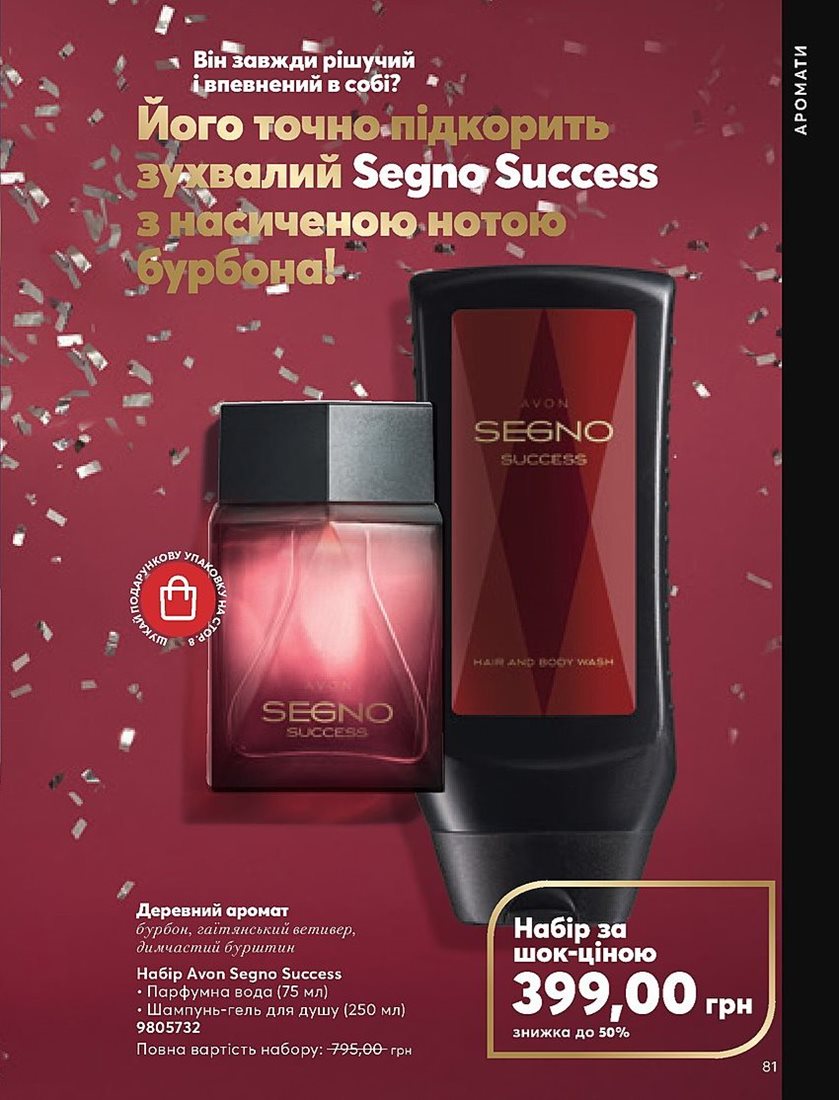 АРОМАТИ
Він завжди рішучий
і впевнений в собі?
Його точно підкорить
зухвалий Segno Success
з насиченою нотою
бурбона!
AVON
SEGNO
SUCCESS
HAIR AND BODY WASH
ШУКАЙ ПОДАРУНКОВУ УПАКОВКУ НА СТОР. 8
AVON
SEGNO
SUCCESS
Деревний аромат
бурбон, гаїтянський ветивер,
димчастий бурштин
Набір Avon Segno Success
• Парфумна вода (75 мл)
• Шампунь-гель для душу (250 мл)
9805732
Повна вартість набору: 795,00 грн
Набір за
шок-ціною
399,00 грн
знижка до 50%
81